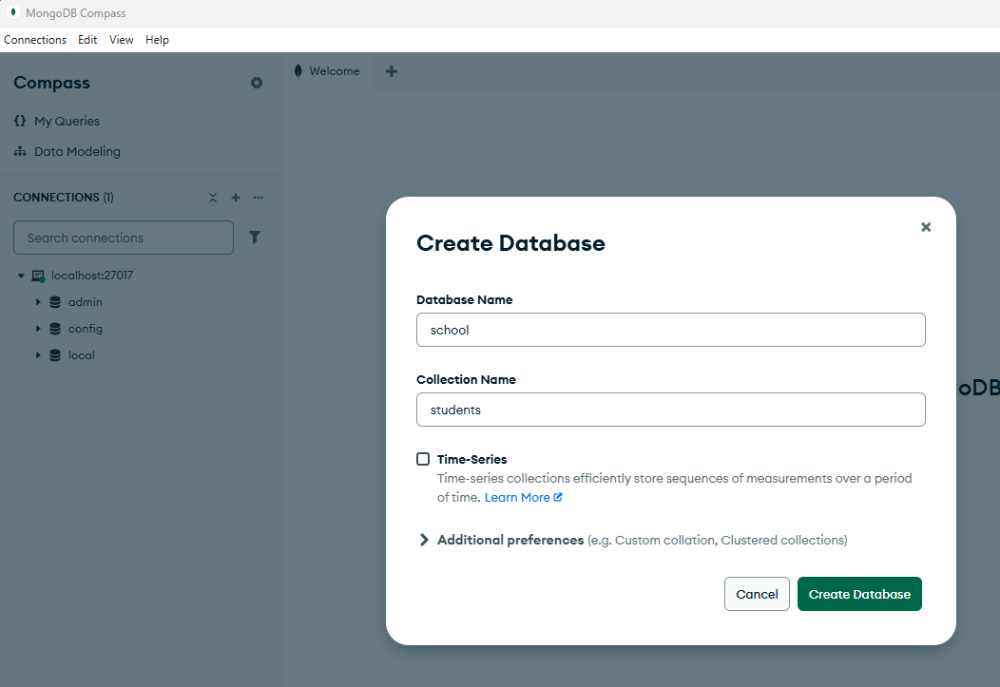 MongoDB Compass
Connections Edit View Help
Compass
My Queries
Data Modeling
CONNECTIONS (1)
Search connections
localhost:27017
admin
config
local
Welcome
Create Database
Database Name
school
Collection Name
students
Time-Series
Time-series collections efficiently store sequences of measurements over a period
of time. Learn More
Additional preferences (e.g. Custom collation, Clustered collections)
Cancel Create Database
oDB